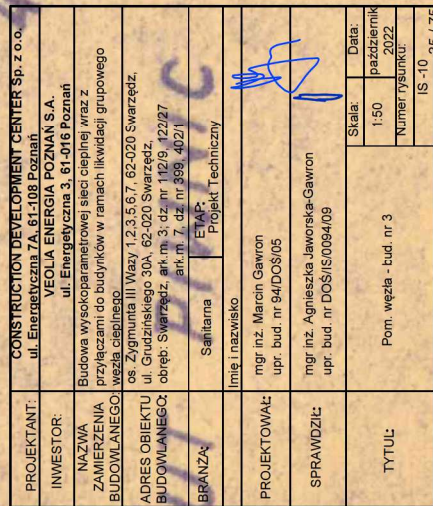 PROJEKTANT: CONSTRUCTION DEVELOPMENT CENTER Sp. z o.o.
ul. Energetyczna 7A, 61-108 Poznań
INWESTOR: VEOLIA ENERGIA POZNAŃ S.A.
ul. Energetyczna 3, 61-016 Poznań
NAZWA ZAMIERZENIA BUDOWLANEGO: Budowa wysokoparametrowej sieci cieplnej wraz z
przyłączami do budynków w ramach likwidacji grupowego
węzła cieplnego
ADRES OBIEKTU BUDOWLANEGO: os. Zygmunta III Wazy 1,2,3,5,6,7, 62-020 Swarzędz,
ul. Grudzińskiego 30A, 62-020 Swarzędz,
obręb: Swarzędz, ark.m. 3; dz. nr 112/9, 122/27
ark.m. 7, dz. nr 399, 402/1
BRANŻA: Sanitarna ETAP: Projekt Techniczny
Imię i nazwisko
PROJEKTOWAŁ: mgr inż. Marcin Gawron
upr. bud. nr 94/DOŚ/05
SPRAWDZIŁ: mgr inż. Agnieszka Jaworska-Gawron
upr. bud. nr DOŚ/IS/0094/09
TYTUŁ: Pom. węzła - bud. nr 3
Skala: 1:50
Data: październik 2022
Numer rysunku:
IS -10